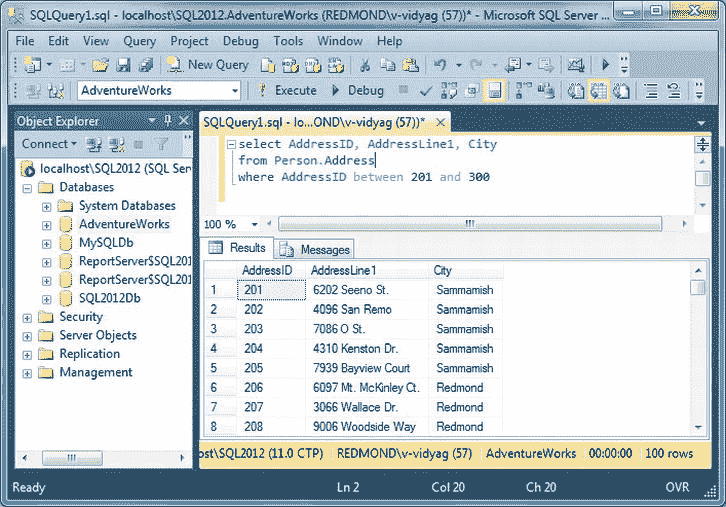 SQLQuery1.sql - localhost\SQL2012.AdventureWorks (REDMOND\v-vidyag (57))* - Microsoft SQL Server ...
File Edit View Query Project Debug Tools Window Help
New Query
AdventureWorks Execute Debug
Object Explorer
Connect
localhost\SQL2012 (SQL Ser
Databases
System Databases
AdventureWorks
MySQLDb
ReportServer$SQL201
ReportServer$SQL201
SQL2012Db
Security
Server Objects
Replication
Management
SQLQuery1.sql - lo...OND\v-vidyag (57))*
select AddressID, AddressLine1, City
from Person.Address
where AddressID between 201 and 300
100 %
Results Messages
AddressID AddressLine1 City
1 201 6202 Seeno St. Sammamish
2 202 4096 San Remo Sammamish
3 203 7086 O St. Sammamish
4 204 4310 Kenston Dr. Sammamish
5 205 7939 Bayview Court Sammamish
6 206 6097 Mt. McKinley Ct. Redmond
7 207 3066 Wallace Dr. Redmond
8 208 9006 Woodside Way Redmond
ost\SQL2012 (11.0 CTP) REDMOND\v-vidyag (57) AdventureWorks 00:00:00 100 rows
Ready Ln 2 Col 20 Ch 20 OVR